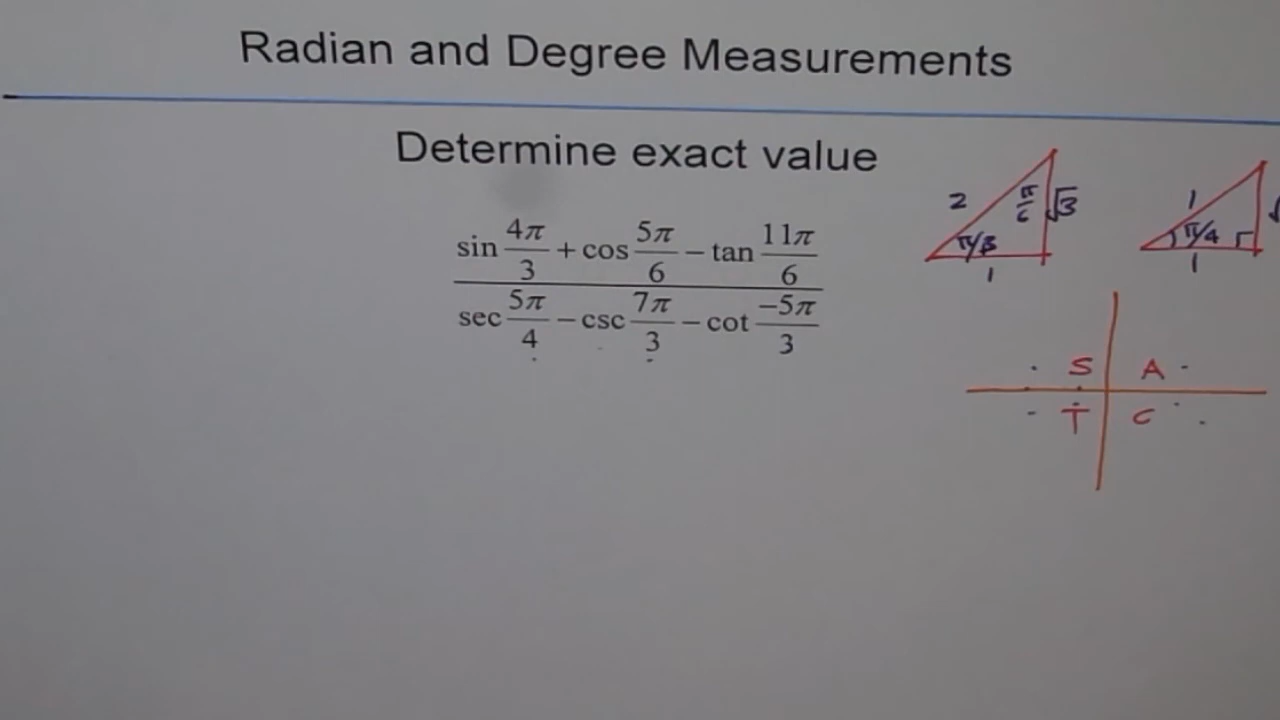 Radian and Degree Measurements
Determine exact value
sin 4π/3 + cos 5π/6 − tan 11π/6
sec 5π/4 − csc 7π/3 − cot −5π/3
2 π/6 √3
π/3
1
1
π/4
1
S A
T C